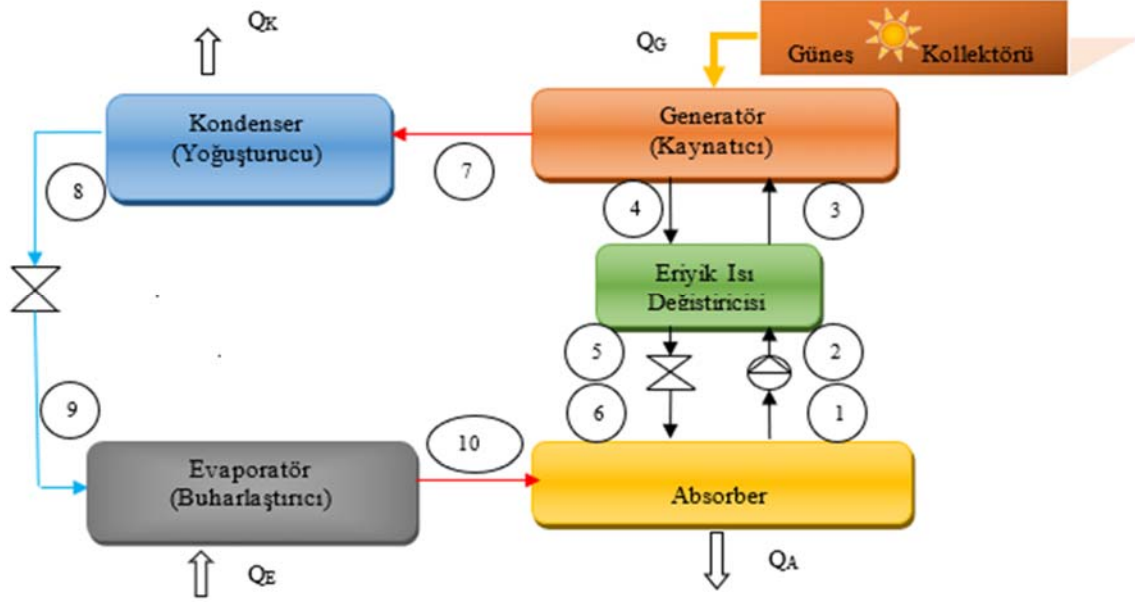 QK
QG
Güneş Kollektörü
Kondenser
(Yoğuşturucu)
Generatör
(Kaynatıcı)
7
8
4
3
Eriyik Isı
Değiştiricisi
5
2
9
6
1
10
Evaporatör
(Buharlaştırıcı)
Absorber
QE
QA